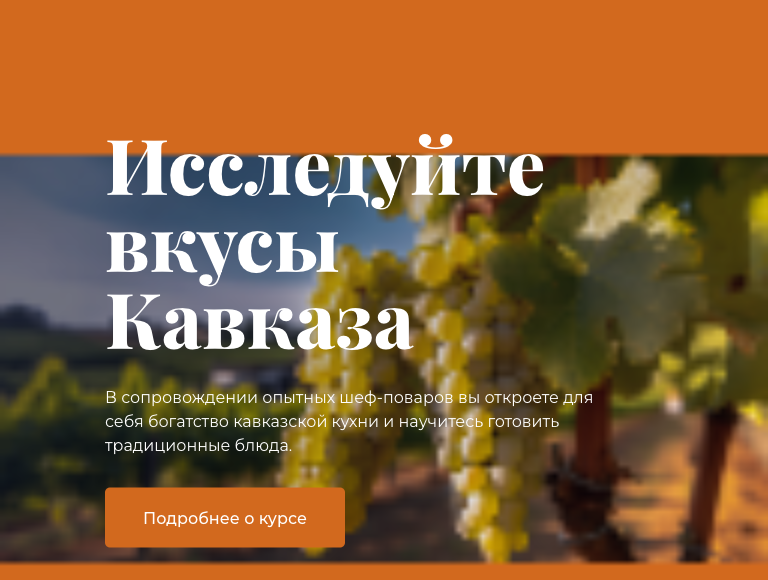 Исследуйте
вкусы
Кавказа
В сопровождении опытных шеф-поваров вы откроете для
себя богатство кавказской кухни и научитесь готовить
традиционные блюда.
Подробнее о курсе